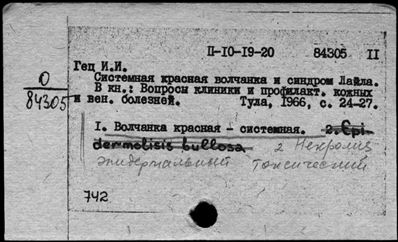 II-10-19-20 84305 II
Гец И.И.
Системная красная волчанка и синдром Лайла.
О
84305
В кн.: Вопросы клиники и профилакт. кожных
и вен. болезней. Тула, 1966, с. 24-27.
I. Волчанка красная - системная. 2. Epi-
dermolisis bullosa 2 Некролиз
эпидермальный токсический
742